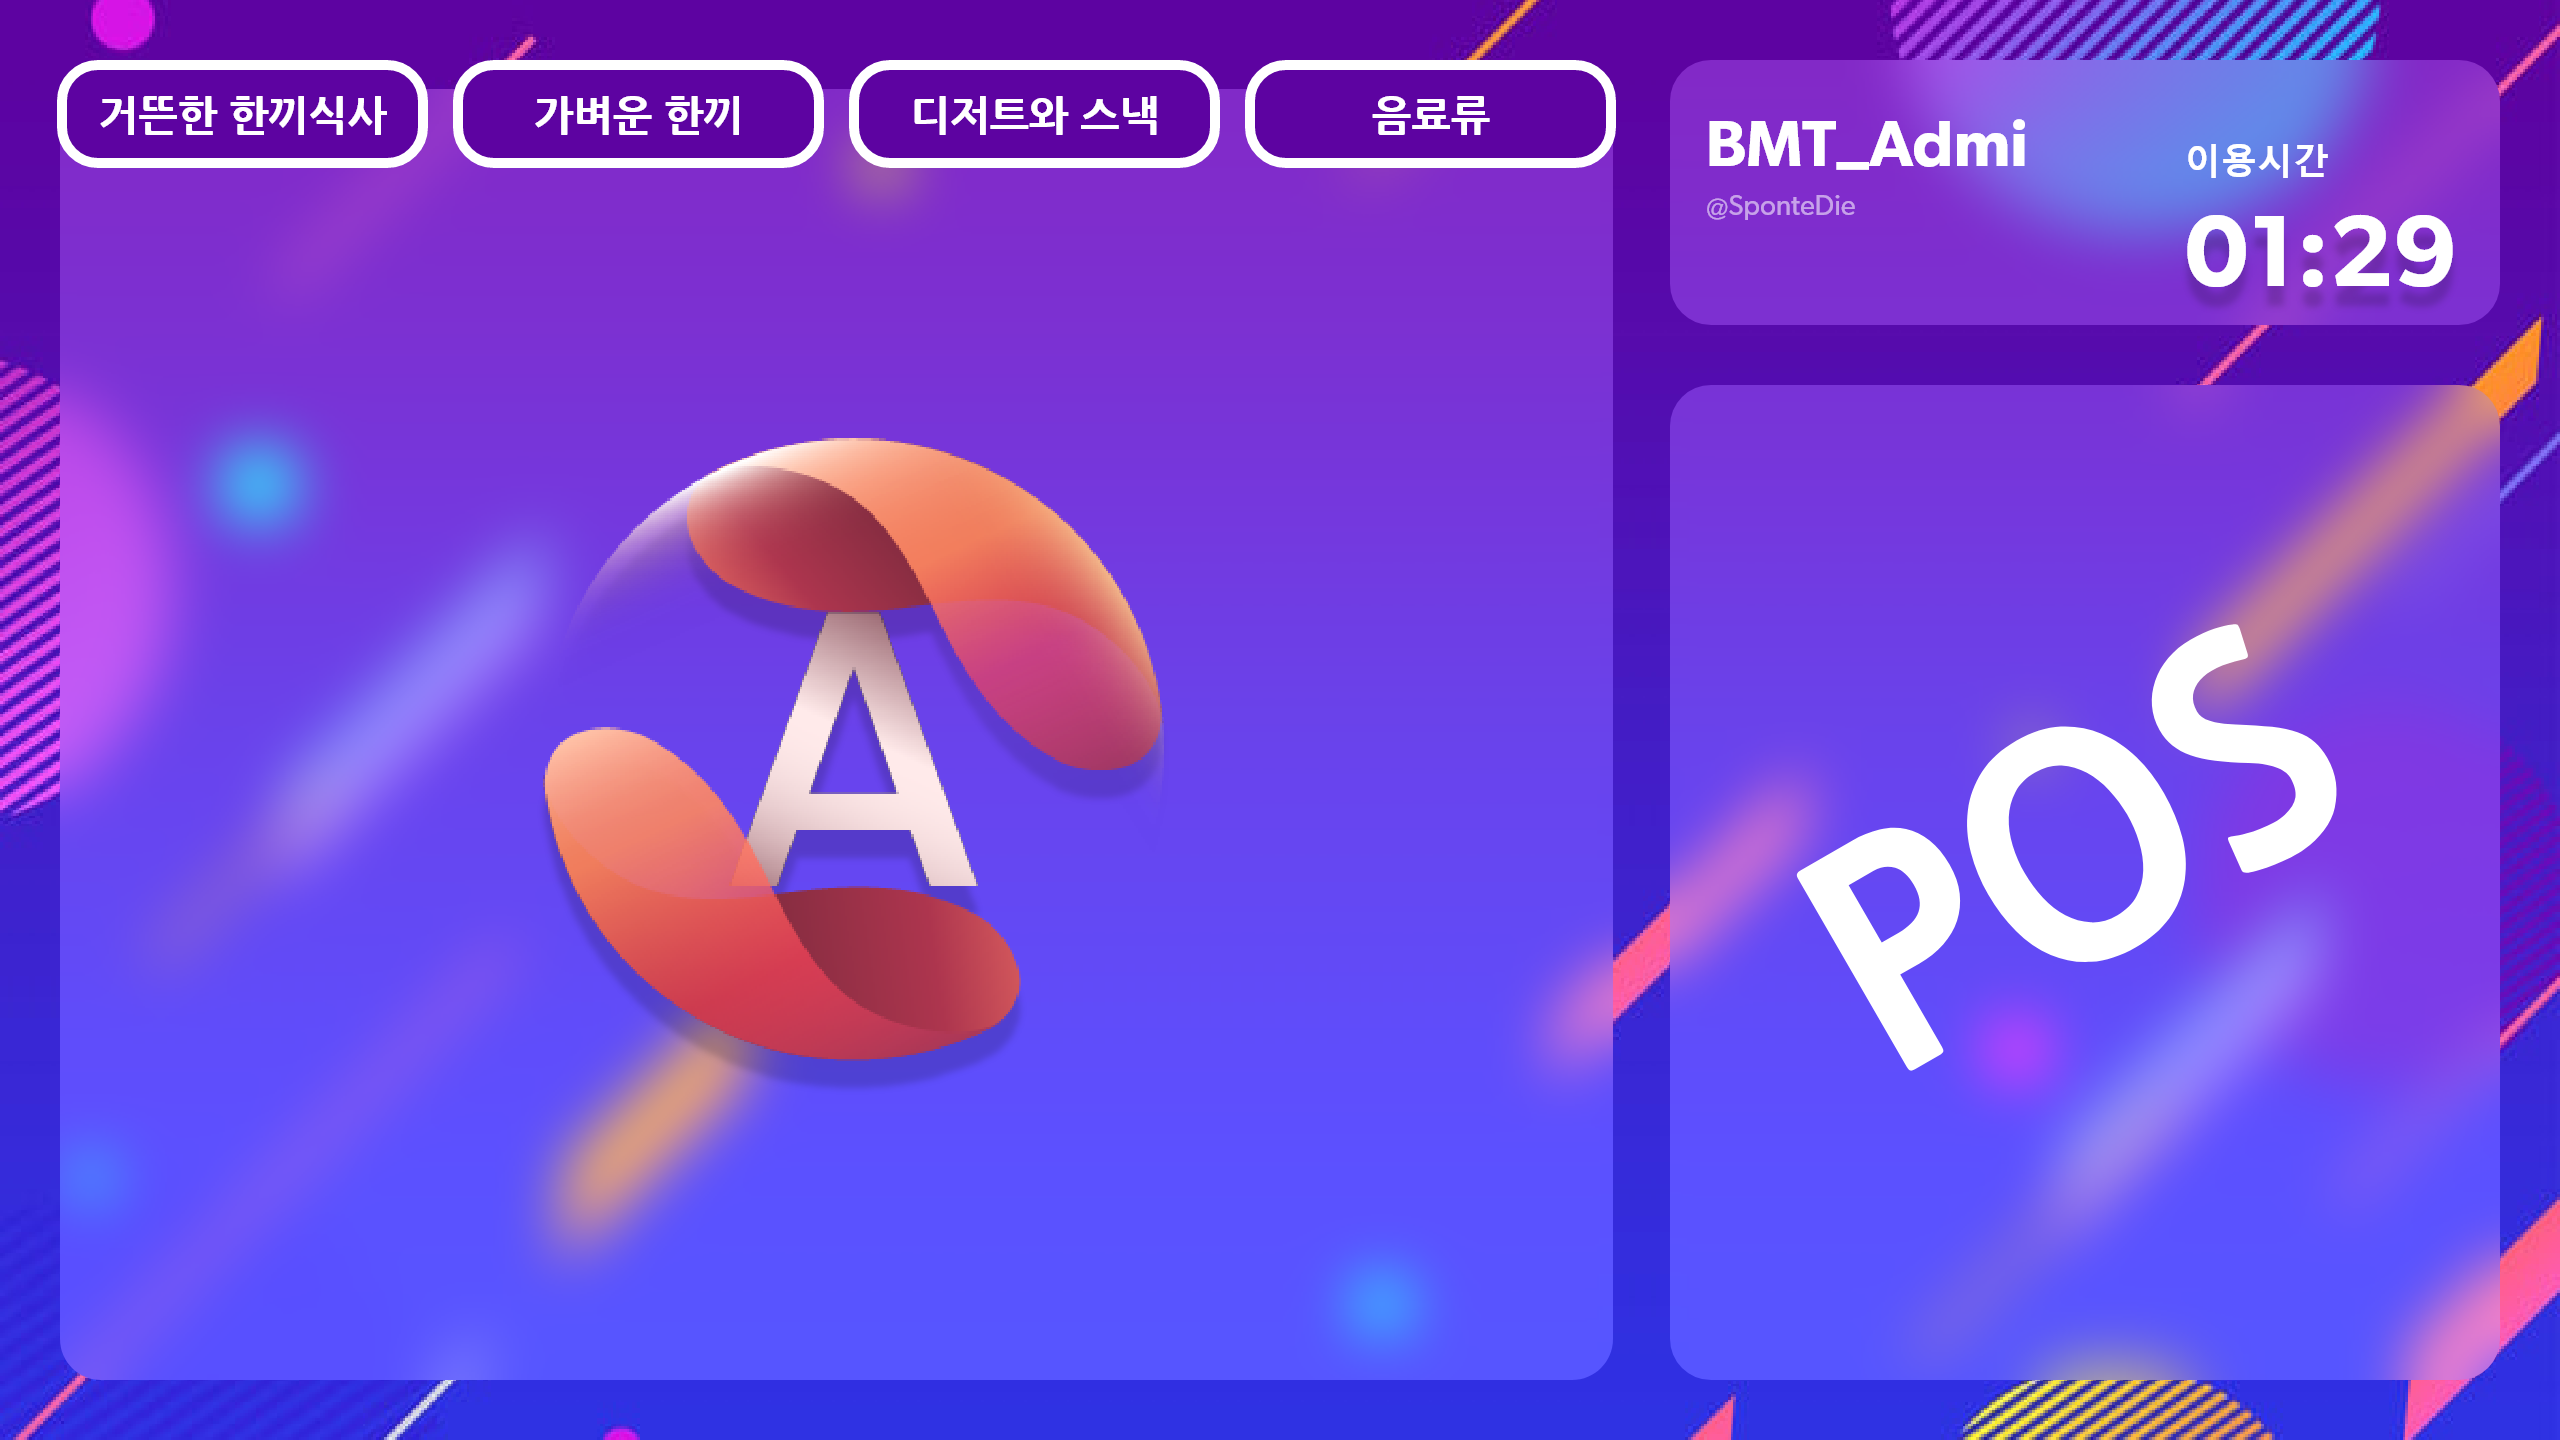 거뜬한 한끼식사
가벼운 한끼
디저트와 스낵
음료류
BMT_Admi
@SponteDie
이용시간
01:29
A
POS